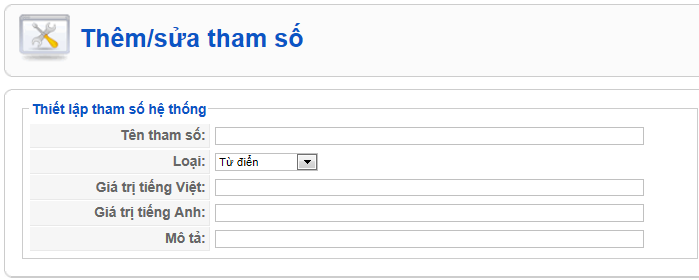 Thêm/sửa tham số
Thiết lập tham số hệ thống
Tên tham số:
Loại: Từ điển
Giá trị tiếng Việt:
Giá trị tiếng Anh:
Mô tả: